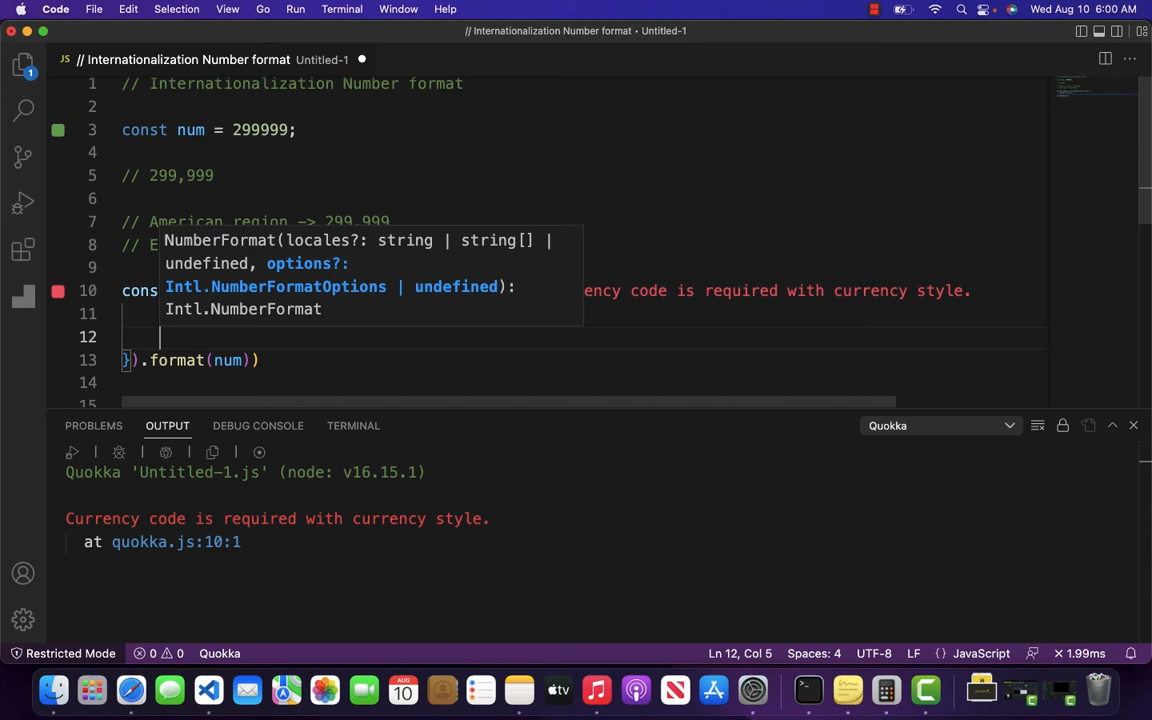 Code File Edit Selection View Go Run Terminal Window Help Wed Aug 10 6:00 AM
// Internationalization Number format • Untitled-1
JS // Internationalization Number format Untitled-1
1 // Internationalization Number format
2
3 const num = 299999;
4
5 // 299,999
6
7 // American region -> 299,999
8 // E
NumberFormat(locales?: string | string[] |
undefined, options?:
Intl.NumberFormatOptions | undefined):
Intl.NumberFormat
9
10 cons ency code is required with currency style.
11
12
13 }).format(num))
14
15
PROBLEMS OUTPUT DEBUG CONSOLE TERMINAL Quokka
Quokka 'Untitled-1.js' (node: v16.15.1)
Currency code is required with currency style.
at quokka.js:10:1
1
Restricted Mode 0 0 Quokka Ln 12, Col 5 Spaces: 4 UTF-8 LF {} JavaScript × 1.99ms
AUG
10
tv